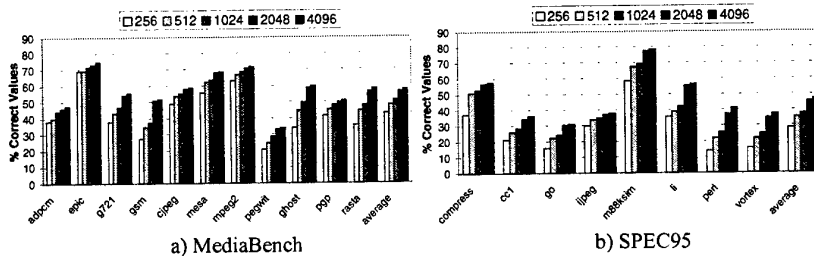 256 512 1024 2048 4096
% Correct Values
90
80
70
60
50
40
30
20
10
0
adpcm
epic
g721
gsm
cjpeg
mesa
mpeg2
pegwit
ghost
pgp
rasta
average
a) MediaBench
256 512 1024 2048 4096
% Correct Values
90
80
70
60
50
40
30
20
10
0
compress
cc1
go
ijpeg
m88ksim
li
perl
vortex
average
b) SPEC95